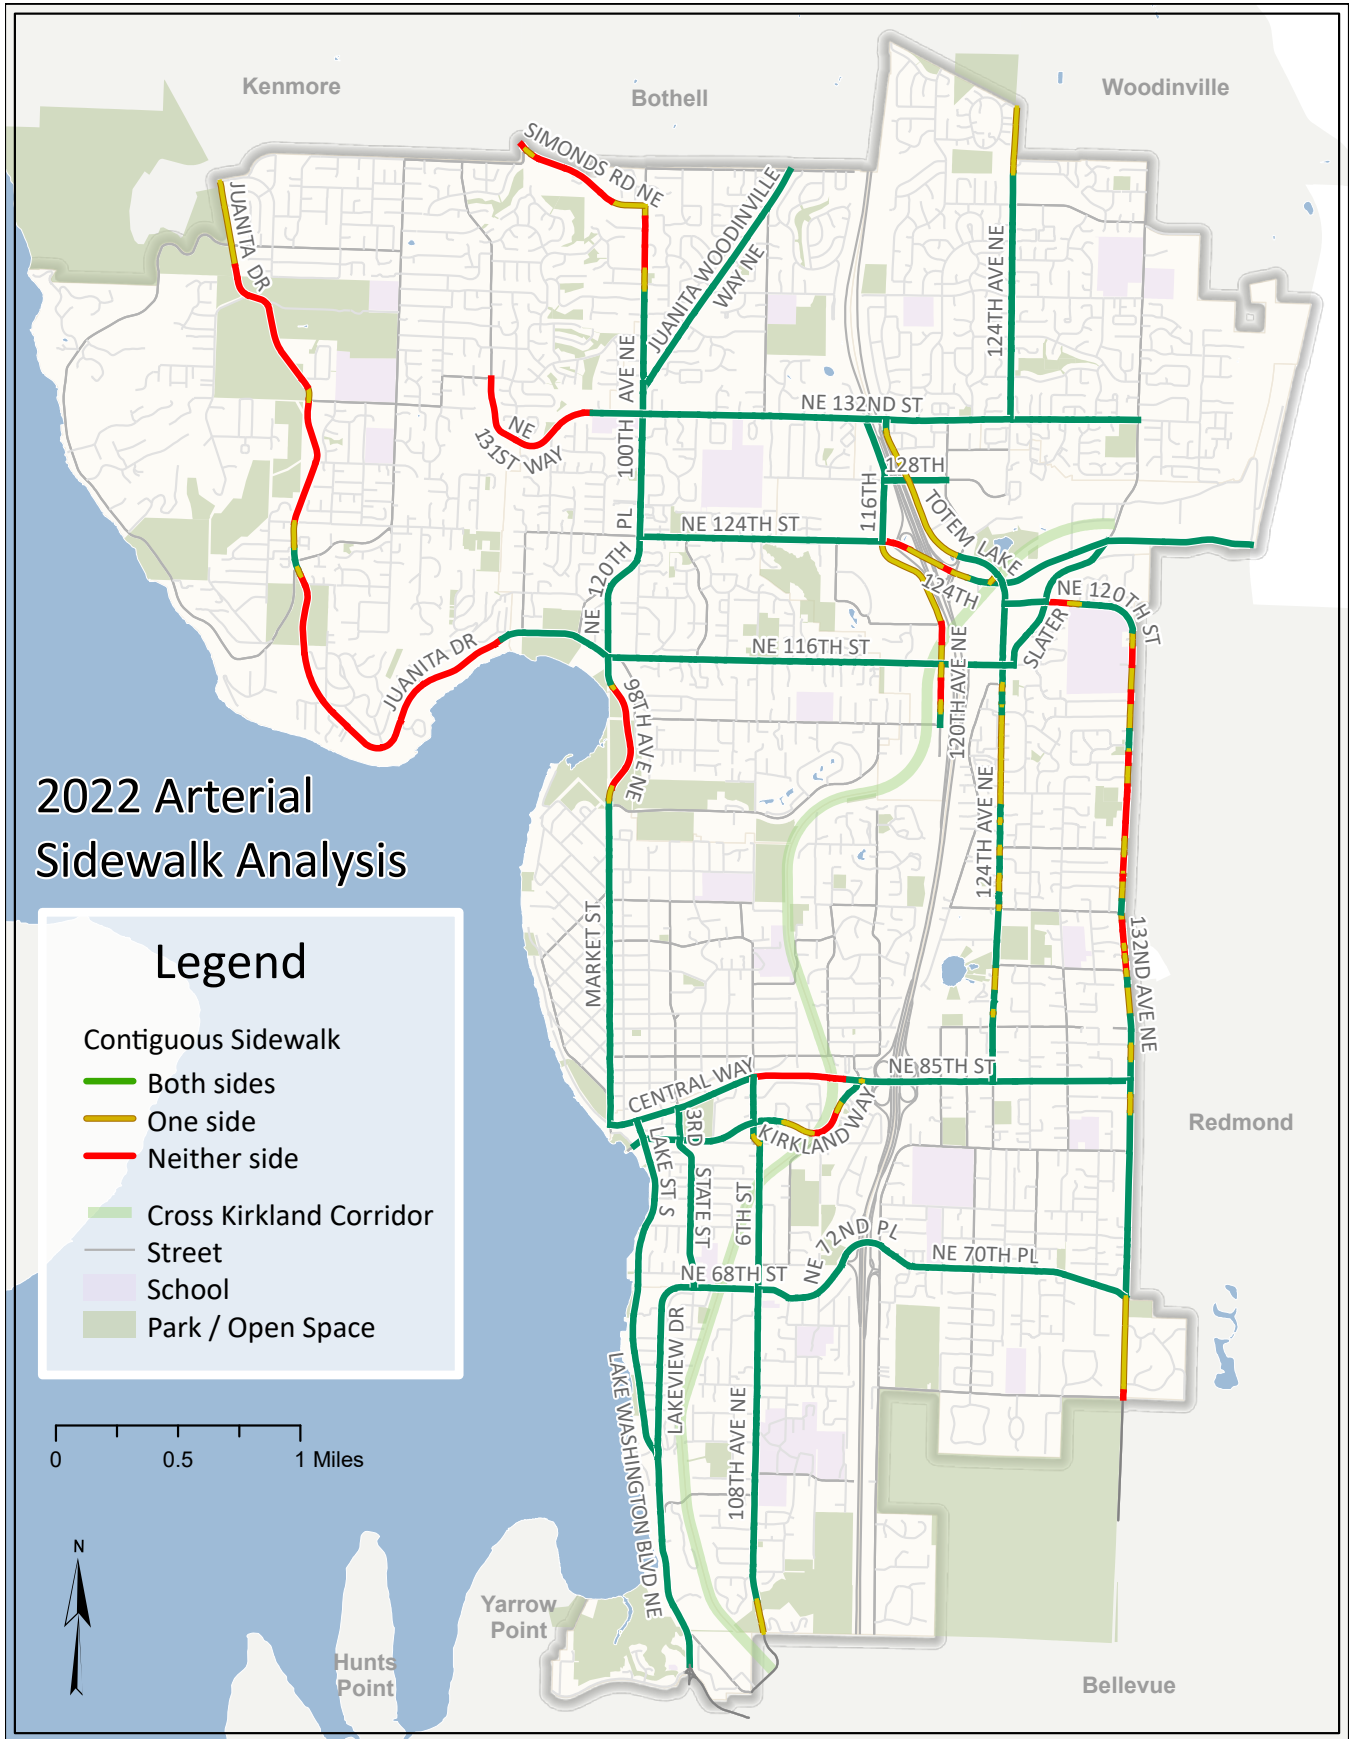 Kenmore
Bothell
Woodinville
SIMONDS RD NE
JUANITA DR
JUANITA WOODINVILLE
WAY NE
124TH AVE NE
100TH AVE NE
NE 132ND ST
NE
131ST WAY
128TH
116TH
TOTEM LAKE
NE 124TH ST
NE 120TH PL
124TH
NE 120TH ST
SLATER
NE 116TH ST
JUANITA DR
98TH AVE NE
120TH AVE NE
124TH AVE NE
2022 Arterial
Sidewalk Analysis
MARKET ST
132ND AVE NE
Legend
Contiguous Sidewalk
Both sides
One side
Neither side
Cross Kirkland Corridor
Street
School
Park / Open Space
CENTRAL WAY
NE 85TH ST
KIRKLAND WAY
3RD
LAKE ST S
STATE ST
6TH ST
Redmond
NE 72ND PL
NE 70TH PL
NE 68TH ST
LAKEVIEW DR
LAKE WASHINGTON BLVD NE
108TH AVE NE
0
0.5
1 Miles
N
Yarrow
Point
Hunts
Point
Bellevue